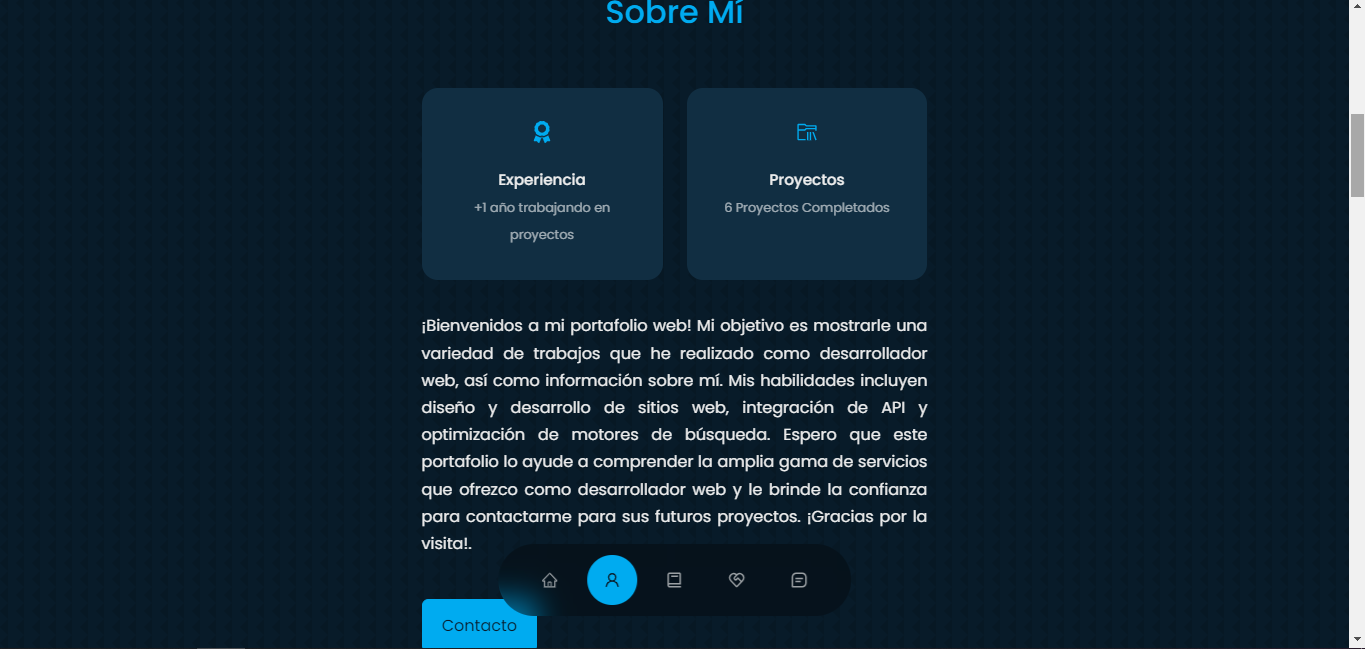 Sobre Mí
Experiencia
+1 año trabajando en
proyectos
Proyectos
6 Proyectos Completados
¡Bienvenidos a mi portafolio web! Mi objetivo es mostrarle una
variedad de trabajos que he realizado como desarrollador
web, así como información sobre mí. Mis habilidades incluyen
diseño y desarrollo de sitios web, integración de API y
optimización de motores de búsqueda. Espero que este
portafolio lo ayude a comprender la amplia gama de servicios
que ofrezco como desarrollador web y le brinde la confianza
para contactarme para sus futuros proyectos. ¡Gracias por la
visita!.
Contacto